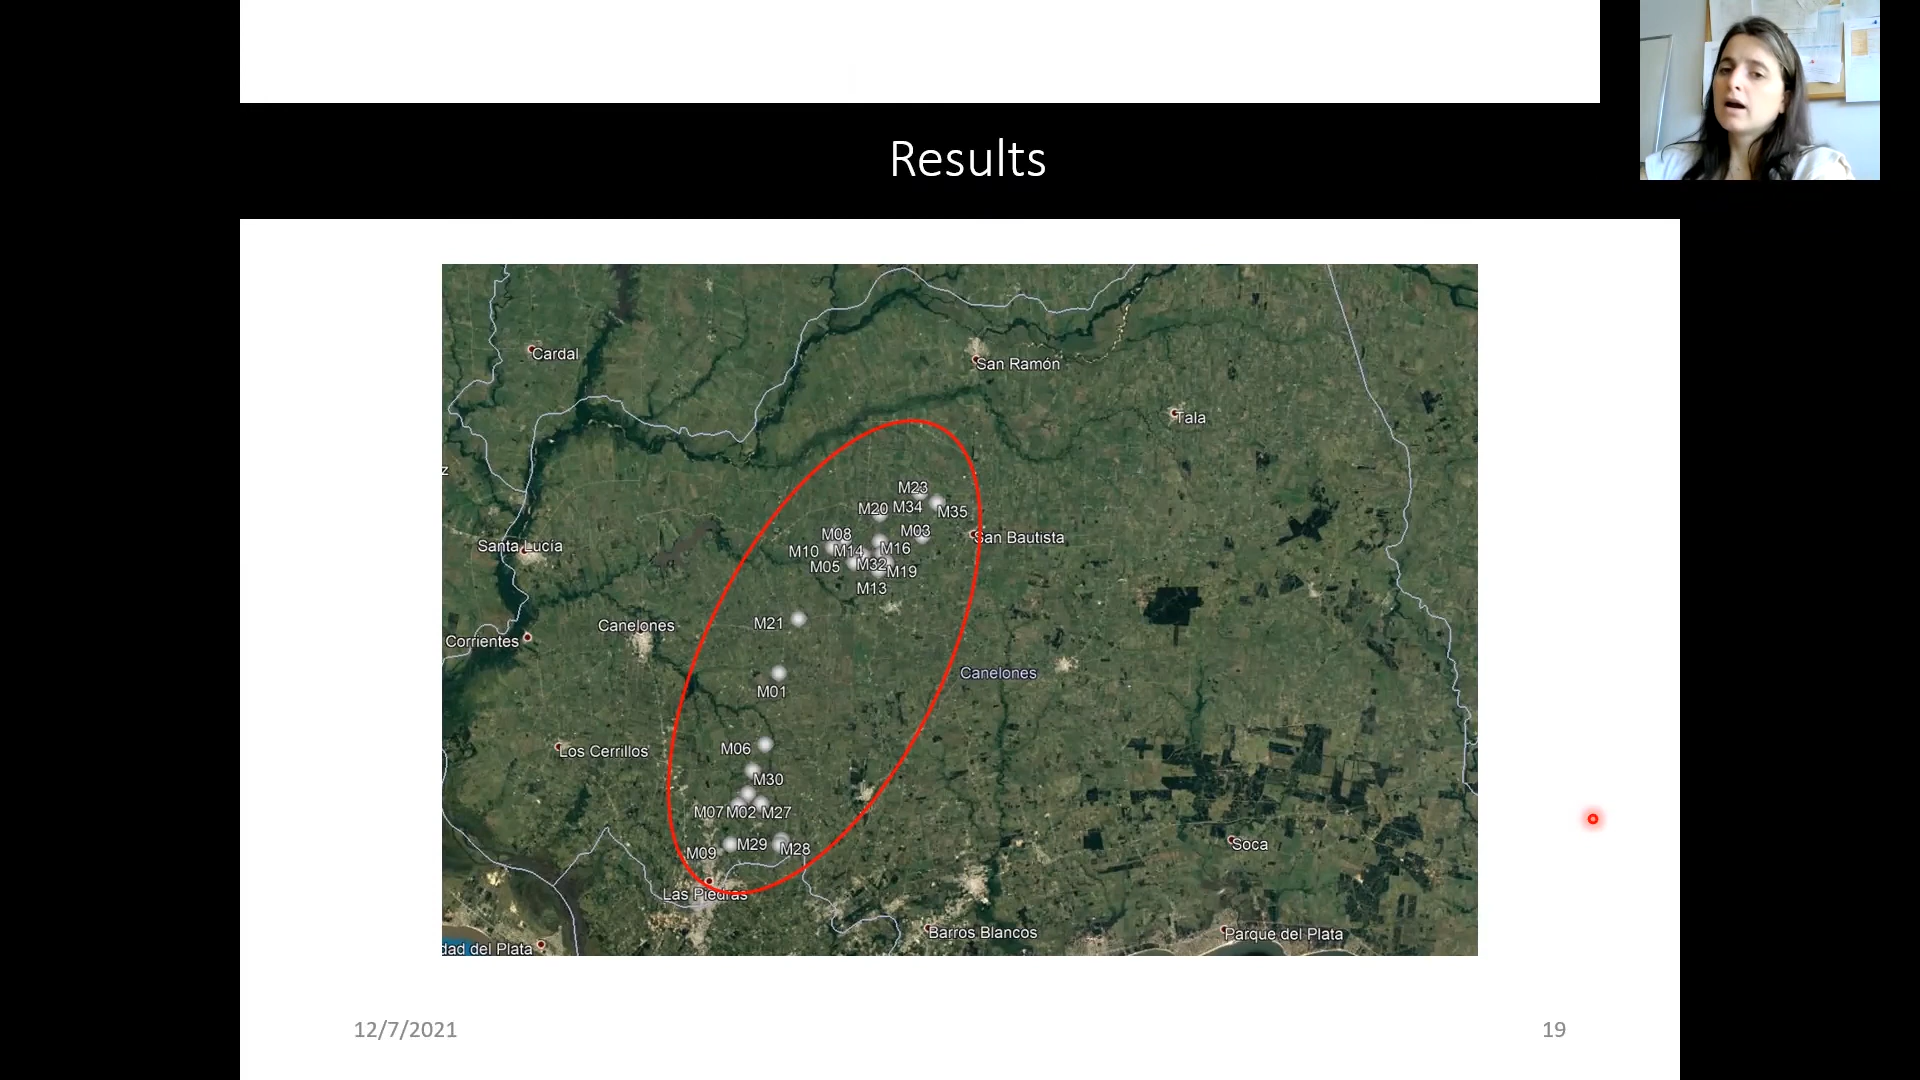 Results
Cardal
San Ramón
Tala
z
M23
M20 M34
M35
M08
M03
San Bautista
Santa Lucía
M10 M14 M16
M05 M32 M19
M13
M21
Canelones
Corrientes
Canelones
M01
M06
Los Cerrillos
M30
M07 M02 M27
M09 M29 M28
Soca
Las Piedras
Barros Blancos
Parque del Plata
dad del Plata
12/7/2021
19